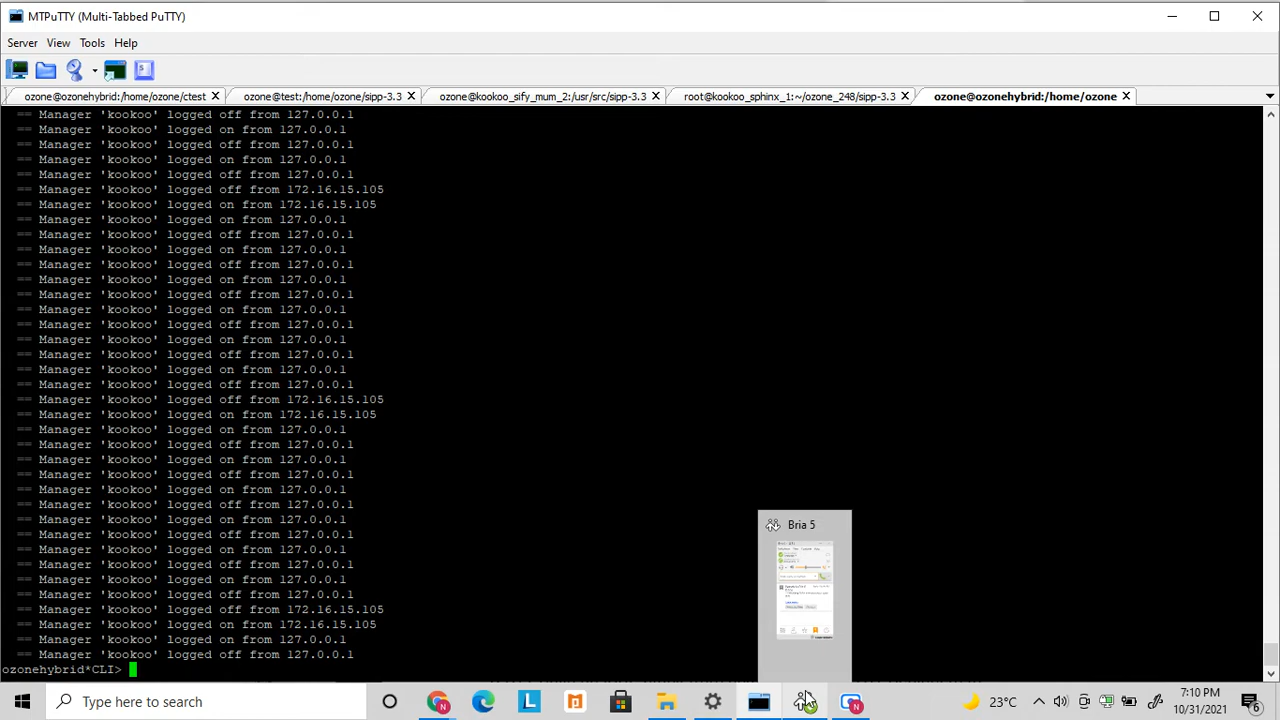 MTPuTTY (Multi-Tabbed PuTTY)
Server View Tools Help
ozone@ozonehybrid:/home/ozone/ctest
ozone@test:/home/ozone/sipp-3.3
ozone@kookoo_sify_mum_2:/usr/src/sipp-3.3
root@kookoo_sphinx_1:~/ozone_248/sipp-3.3
ozone@ozonehybrid:/home/ozone
== Manager 'kookoo' logged off from 127.0.0.1
== Manager 'kookoo' logged on from 127.0.0.1
== Manager 'kookoo' logged off from 127.0.0.1
== Manager 'kookoo' logged on from 127.0.0.1
== Manager 'kookoo' logged off from 127.0.0.1
== Manager 'kookoo' logged off from 172.16.15.105
== Manager 'kookoo' logged on from 172.16.15.105
== Manager 'kookoo' logged on from 127.0.0.1
== Manager 'kookoo' logged off from 127.0.0.1
== Manager 'kookoo' logged on from 127.0.0.1
== Manager 'kookoo' logged off from 127.0.0.1
== Manager 'kookoo' logged on from 127.0.0.1
== Manager 'kookoo' logged off from 127.0.0.1
== Manager 'kookoo' logged on from 127.0.0.1
== Manager 'kookoo' logged off from 127.0.0.1
== Manager 'kookoo' logged on from 127.0.0.1
== Manager 'kookoo' logged off from 127.0.0.1
== Manager 'kookoo' logged on from 127.0.0.1
== Manager 'kookoo' logged off from 127.0.0.1
== Manager 'kookoo' logged off from 172.16.15.105
== Manager 'kookoo' logged on from 172.16.15.105
== Manager 'kookoo' logged on from 127.0.0.1
== Manager 'kookoo' logged off from 127.0.0.1
== Manager 'kookoo' logged on from 127.0.0.1
== Manager 'kookoo' logged off from 127.0.0.1
== Manager 'kookoo' logged on from 127.0.0.1
== Manager 'kookoo' logged off from 127.0.0.1
== Manager 'kookoo' logged on from 127.0.0.1
== Manager 'kookoo' logged off from 127.0.0.1
== Manager 'kookoo' logged on from 127.0.0.1
== Manager 'kookoo' logged off from 127.0.0.1
== Manager 'kookoo' logged on from 127.0.0.1
== Manager 'kookoo' logged off from 127.0.0.1
== Manager 'kookoo' logged off from 172.16.15.105
== Manager 'kookoo' logged on from 172.16.15.105
== Manager 'kookoo' logged on from 127.0.0.1
== Manager 'kookoo' logged off from 127.0.0.1
ozonehybrid*CLI>
Bria 5
Type here to search
23°C
7:10 PM
10/11/2021
6